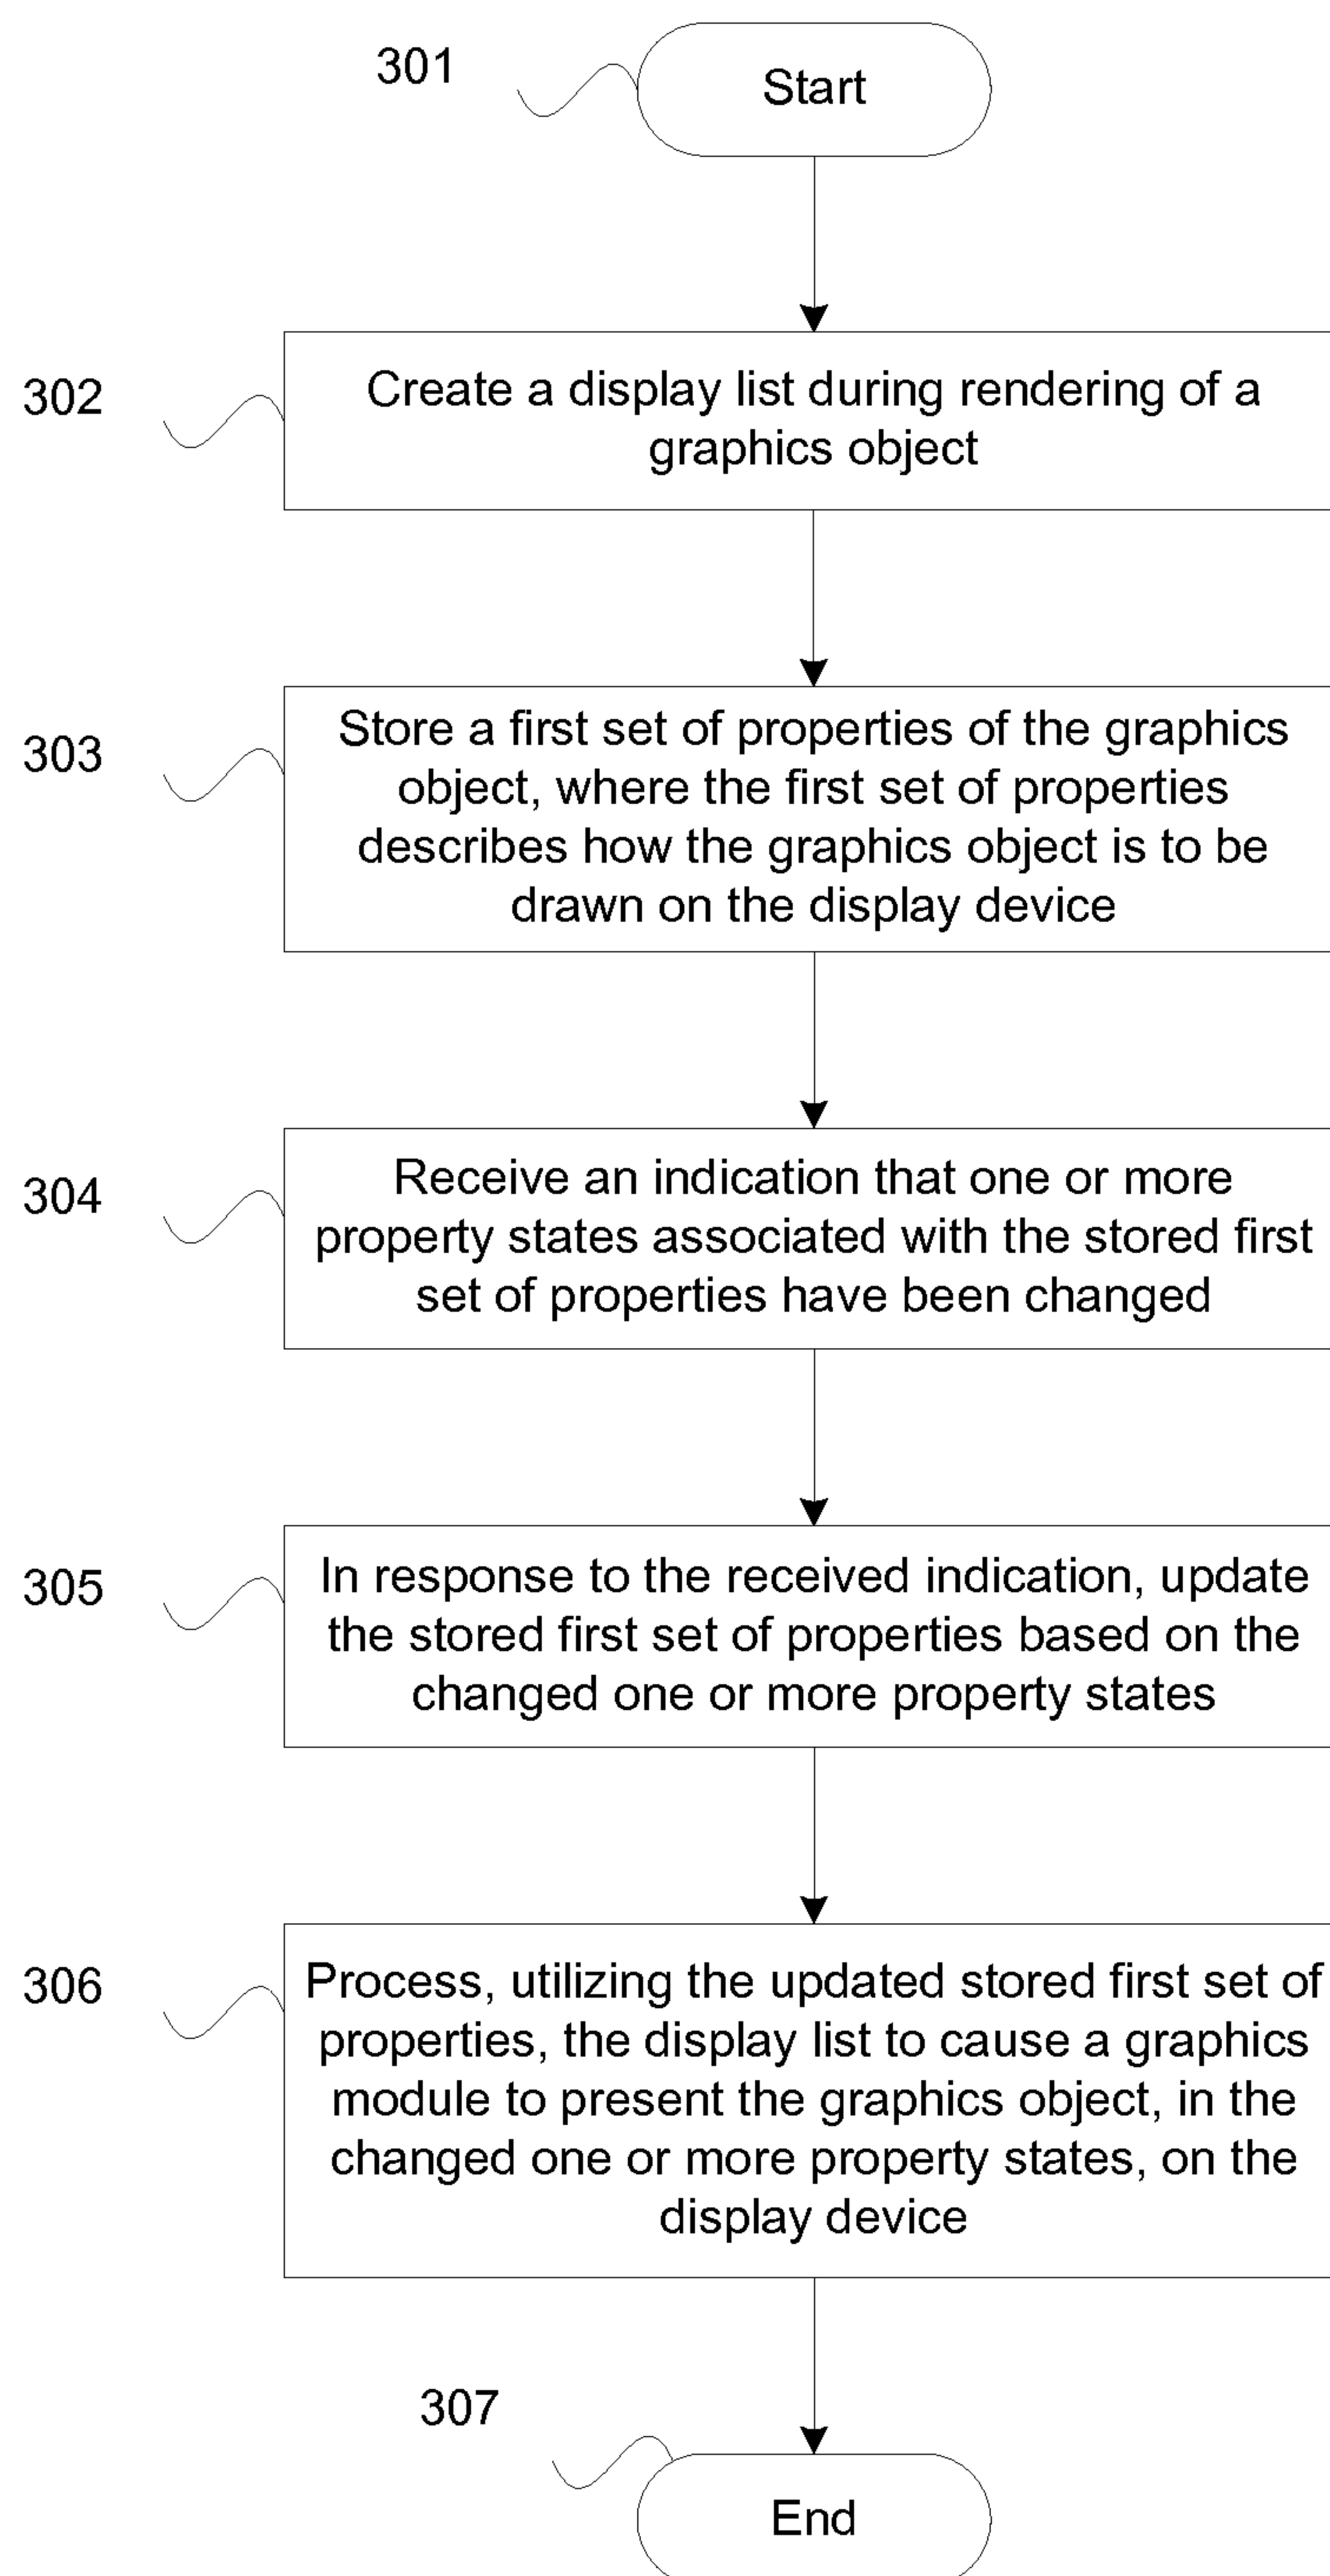 301
Start
302
Create a display list during rendering of a
graphics object
303
Store a first set of properties of the graphics
object, where the first set of properties
describes how the graphics object is to be
drawn on the display device
304
Receive an indication that one or more
property states associated with the stored first
set of properties have been changed
305
In response to the received indication, update
the stored first set of properties based on the
changed one or more property states
306
Process, utilizing the updated stored first set of
properties, the display list to cause a graphics
module to present the graphics object, in the
changed one or more property states, on the
display device
307
End